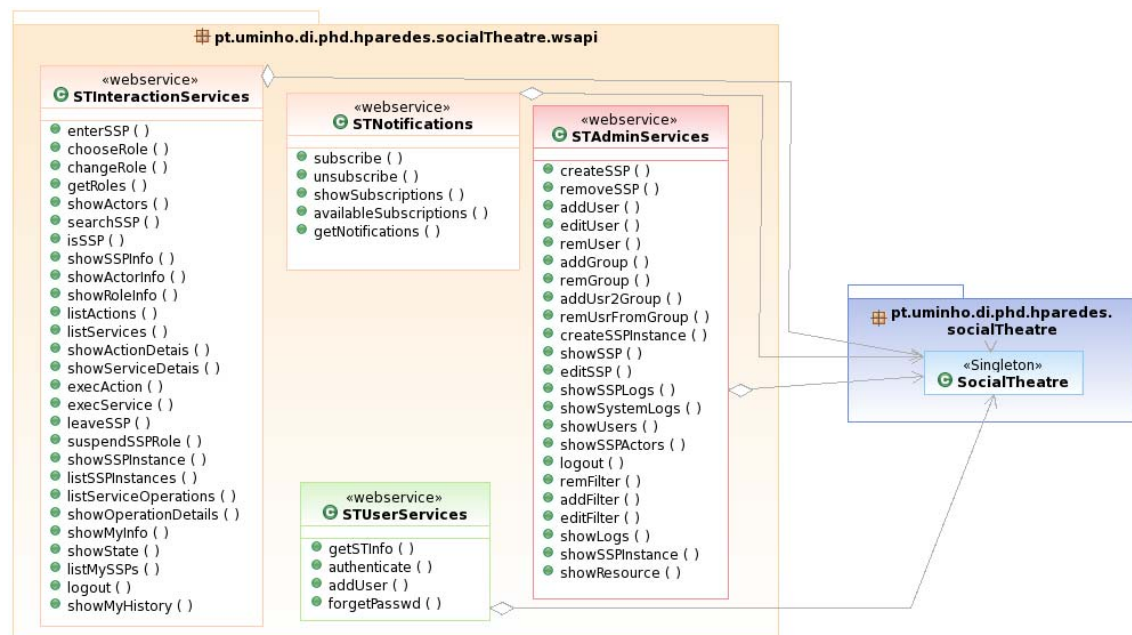 pt.uminho.di.phd.hparedes.socialTheatre.wsapi
«webservice»
STInteractionServices
enterSSP ( )
chooseRole ( )
changeRole ( )
getRoles ( )
showActors ( )
searchSSP ( )
isSSP ( )
showSSPInfo ( )
showActorInfo ( )
showRoleInfo ( )
listActions ( )
listServices ( )
showActionDetais ( )
showServiceDetais ( )
execAction ( )
execService ( )
leaveSSP ( )
suspendSSPRole ( )
showSSPInstance ( )
listSSPInstances ( )
listServiceOperations ( )
showOperationDetails ( )
showMyInfo ( )
showState ( )
listMySSPs ( )
logout ( )
showMyHistory ( )
«webservice»
STNotifications
subscribe ( )
unsubscribe ( )
showSubscriptions ( )
availableSubscriptions ( )
getNotifications ( )
«webservice»
STUserServices
getSTInfo ( )
authenticate ( )
addUser ( )
forgetPasswd ( )
«webservice»
STAdminServices
createSSP ( )
removeSSP ( )
addUser ( )
editUser ( )
remUser ( )
addGroup ( )
remGroup ( )
addUsr2Group ( )
remUsrFromGroup ( )
createSSPInstance ( )
showSSP ( )
editSSP ( )
showSSPLogs ( )
showSystemLogs ( )
showUsers ( )
showSSPActors ( )
logout ( )
remFilter ( )
addFilter ( )
editFilter ( )
showLogs ( )
showSSPInstance ( )
showResource ( )
pt.uminho.di.phd.hparedes.
socialTheatre
«Singleton»
SocialTheatre